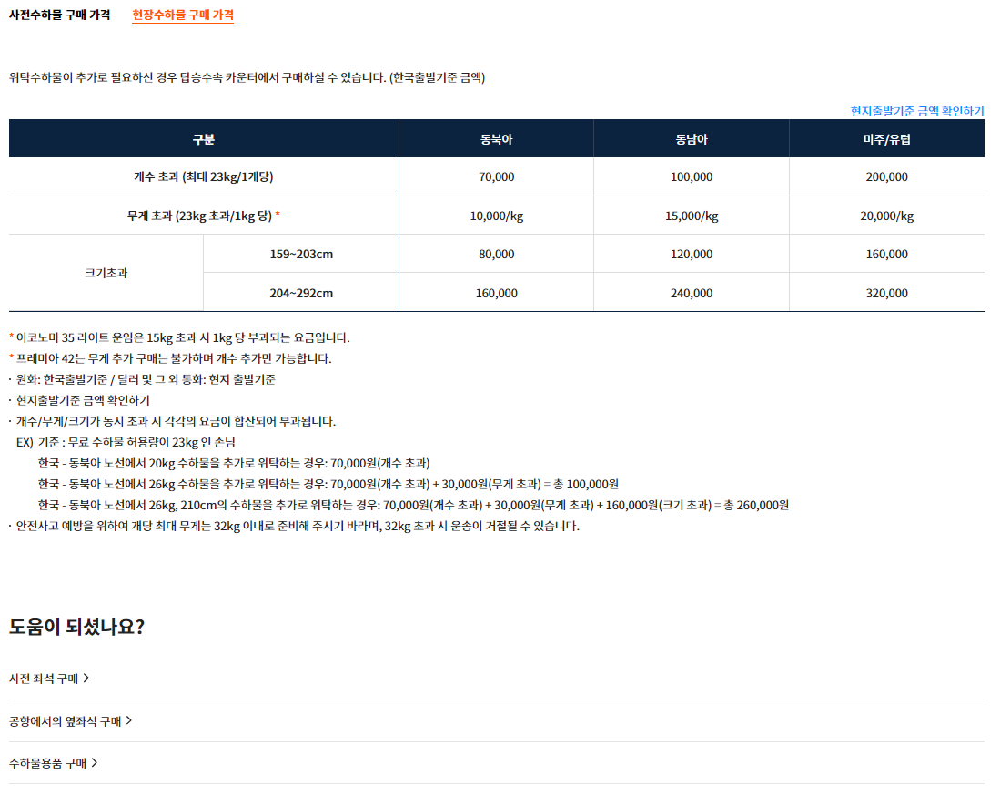 사전수하물 구매 가격 현장수하물 구매 가격
위탁수하물이 추가로 필요하신 경우 탑승수속 카운터에서 구매하실 수 있습니다. (한국출발기준 금액)
현지출발기준 금액 확인하기
구분 동북아 동남아 미주/유럽
개수 초과 (최대 23kg/1개당) 70,000 100,000 200,000
무게 초과 (23kg 초과/1kg 당) * 10,000/kg 15,000/kg 20,000/kg
크기초과 159~203cm 80,000 120,000 160,000
204~292cm 160,000 240,000 320,000
* 이코노미 35 라이트 운임은 15kg 초과 시 1kg 당 부과되는 요금입니다.
* 프레미아 42는 무게 추가 구매는 불가하며 개수 추가만 가능합니다.
· 원화: 한국출발기준 / 달러 및 그 외 통화: 현지 출발기준
· 현지출발기준 금액 확인하기
· 개수/무게/크기가 동시 초과 시 각각의 요금이 합산되어 부과됩니다.
EX) 기준 : 무료 수하물 허용량이 23kg 인 손님
한국 - 동북아 노선에서 20kg 수하물을 추가로 위탁하는 경우: 70,000원(개수 초과)
한국 - 동북아 노선에서 26kg 수하물을 추가로 위탁하는 경우: 70,000원(개수 초과) + 30,000원(무게 초과) = 총 100,000원
한국 - 동북아 노선에서 26kg, 210cm의 수하물을 추가로 위탁하는 경우: 70,000원(개수 초과) + 30,000원(무게 초과) + 160,000원(크기 초과) = 총 260,000원
· 안전사고 예방을 위하여 개당 최대 무게는 32kg 이내로 준비해 주시기 바라며, 32kg 초과 시 운송이 거절될 수 있습니다.
도움이 되셨나요?
사전 좌석 구매 >
공항에서의 옆좌석 구매 >
수하물용품 구매 >